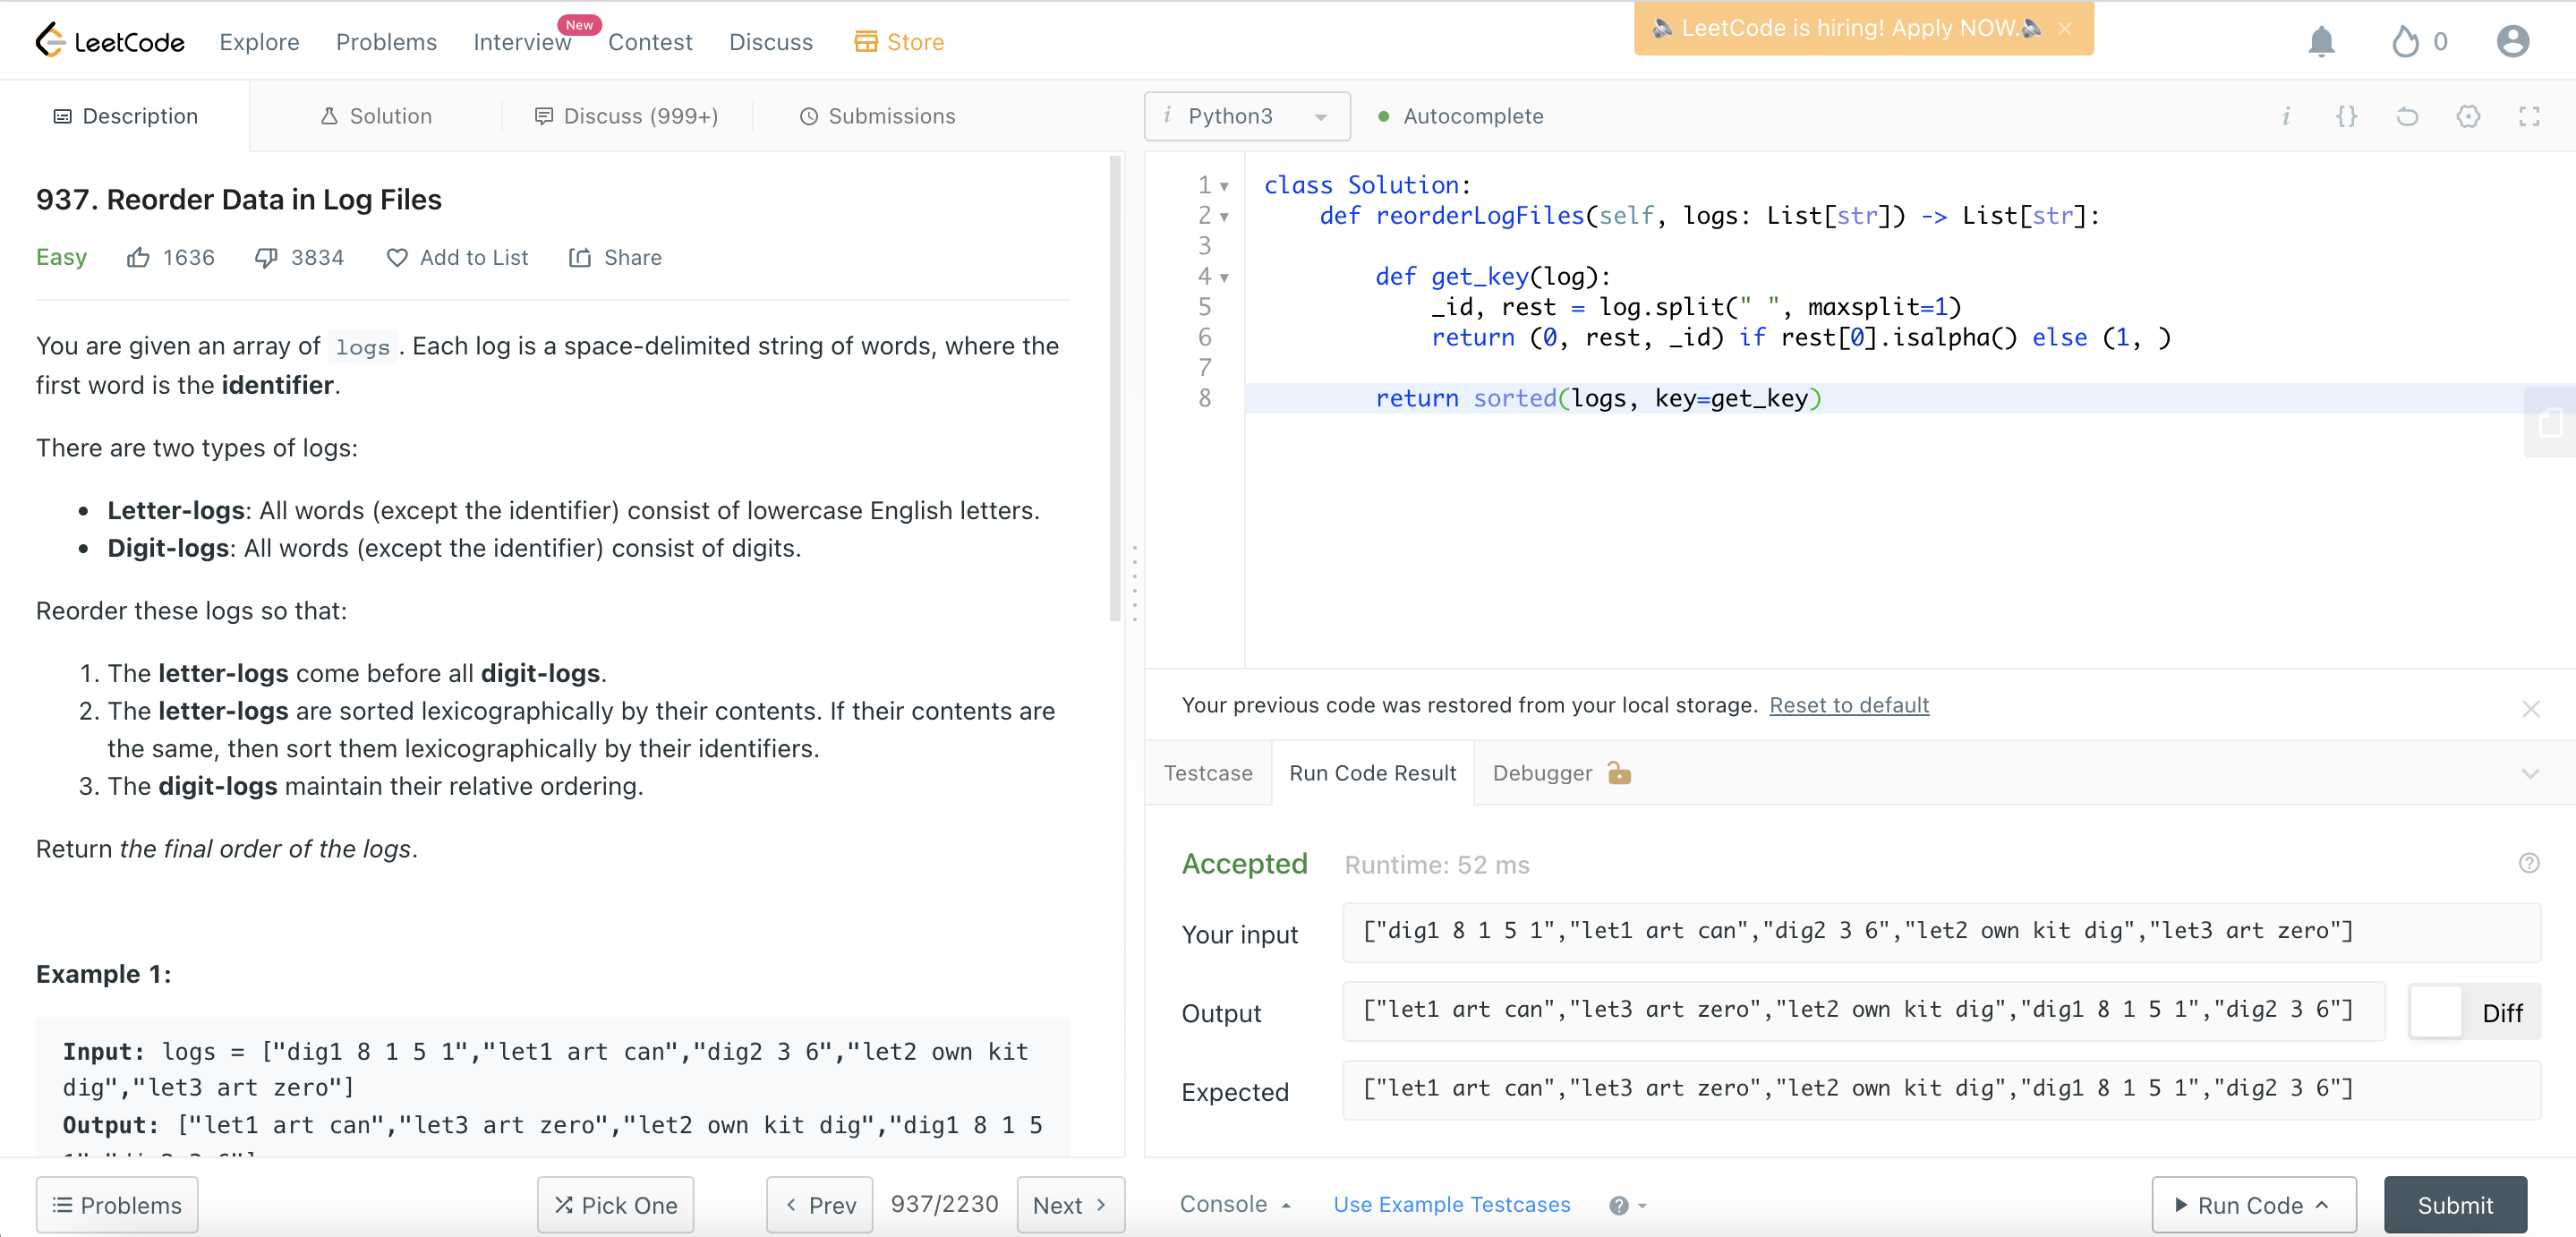 LeetCode Explore Problems Interview New Contest Discuss Store LeetCode is hiring! Apply NOW. 0
Description Solution Discuss (999+) Submissions
937. Reorder Data in Log Files
Easy 1636 3834 Add to List Share
You are given an array of logs. Each log is a space-delimited string of words, where the
first word is the identifier.
There are two types of logs:
• Letter-logs: All words (except the identifier) consist of lowercase English letters.
• Digit-logs: All words (except the identifier) consist of digits.
Reorder these logs so that:
1. The letter-logs come before all digit-logs.
2. The letter-logs are sorted lexicographically by their contents. If their contents are
the same, then sort them lexicographically by their identifiers.
3. The digit-logs maintain their relative ordering.
Return the final order of the logs.
Example 1:
Input: logs = ["dig1 8 1 5 1","let1 art can","dig2 3 6","let2 own kit
dig","let3 art zero"]
Output: ["let1 art can","let3 art zero","let2 own kit dig","dig1 8 1 5
Problems Pick One Prev 937/2230 Next
i Python3 Autocomplete i {}
1 class Solution:
2 def reorderLogFiles(self, logs: List[str]) -> List[str]:
3
4 def get_key(log):
5 _id, rest = log.split(" ", maxsplit=1)
6 return (0, rest, _id) if rest[0].isalpha() else (1, )
7
8 return sorted(logs, key=get_key)
Your previous code was restored from your local storage. Reset to default
Testcase Run Code Result Debugger
Accepted Runtime: 52 ms
Your input ["dig1 8 1 5 1","let1 art can","dig2 3 6","let2 own kit dig","let3 art zero"]
Output ["let1 art can","let3 art zero","let2 own kit dig","dig1 8 1 5 1","dig2 3 6"] Diff
Expected ["let1 art can","let3 art zero","let2 own kit dig","dig1 8 1 5 1","dig2 3 6"]
Console Use Example Testcases Run Code Submit